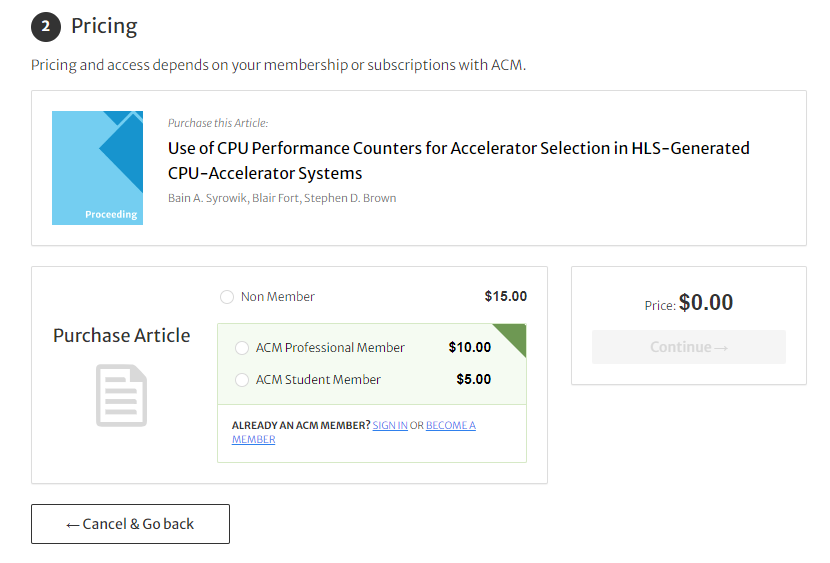 2 Pricing
Pricing and access depends on your membership or subscriptions with ACM.
Purchase this Article:
Use of CPU Performance Counters for Accelerator Selection in HLS-Generated
CPU-Accelerator Systems
Bain A. Syrowik, Blair Fort, Stephen D. Brown
Proceeding
Purchase Article
Non Member $15.00
ACM Professional Member $10.00
ACM Student Member $5.00
ALREADY AN ACM MEMBER? SIGN IN OR BECOME A
MEMBER
Price: $0.00
Continue→
← Cancel & Go back